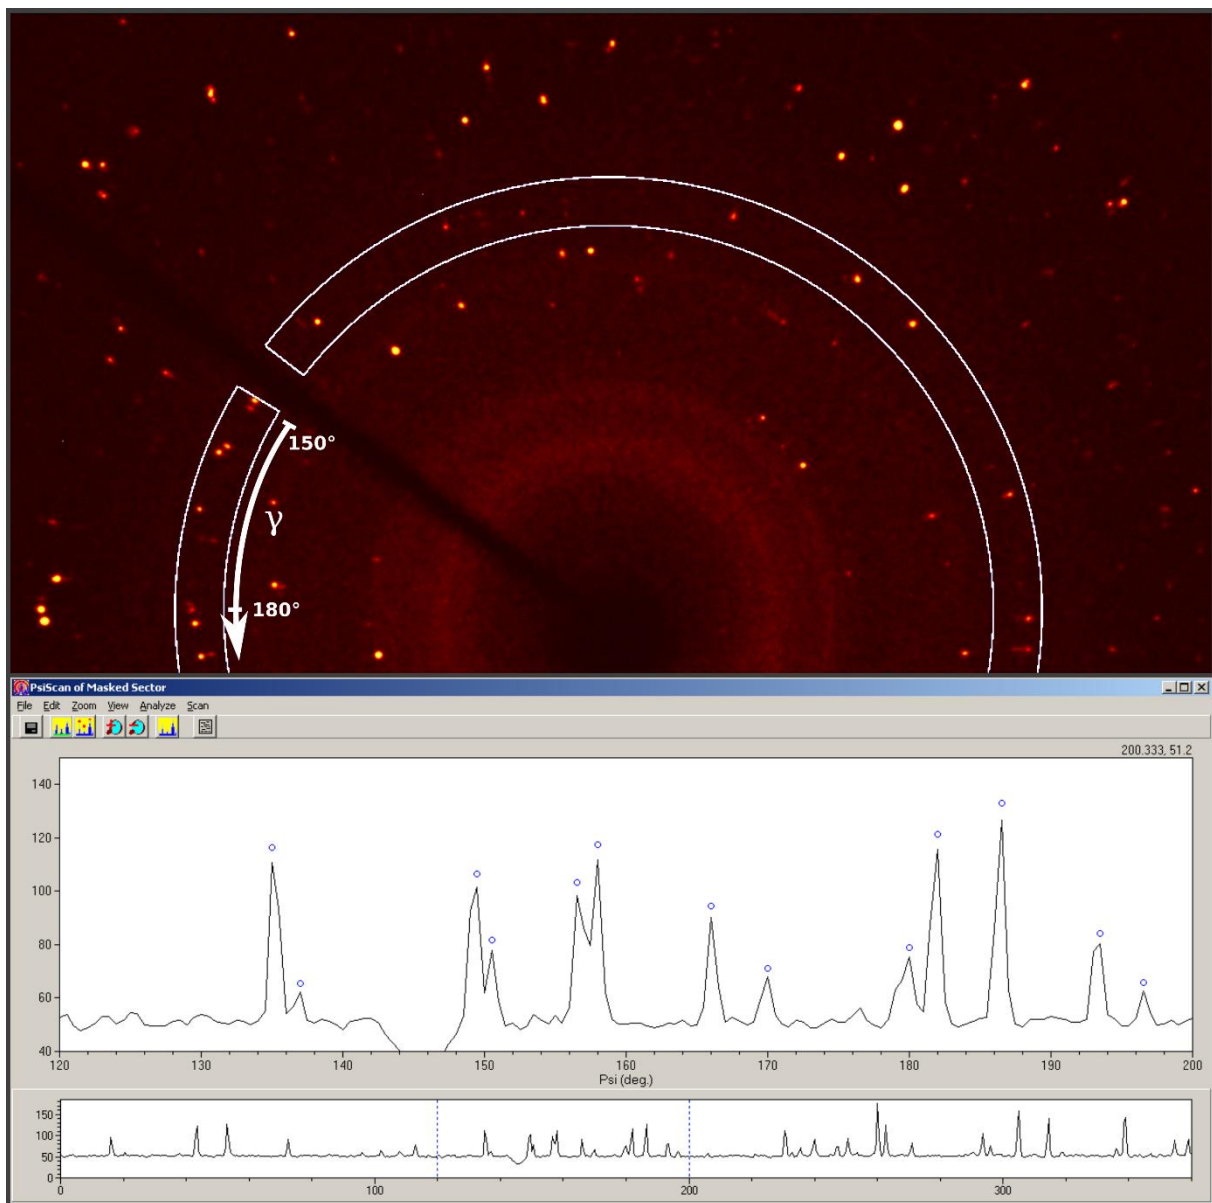 150°
γ
180°
PsiScan of Masked Sector
File Edit Zoom View Analyze Scan
200.333, 51.2
140
120
100
80
60
40
120 130 140 150 160 170 180 190 200
Psi (deg.)
150
100
50
0
0 100 200 300